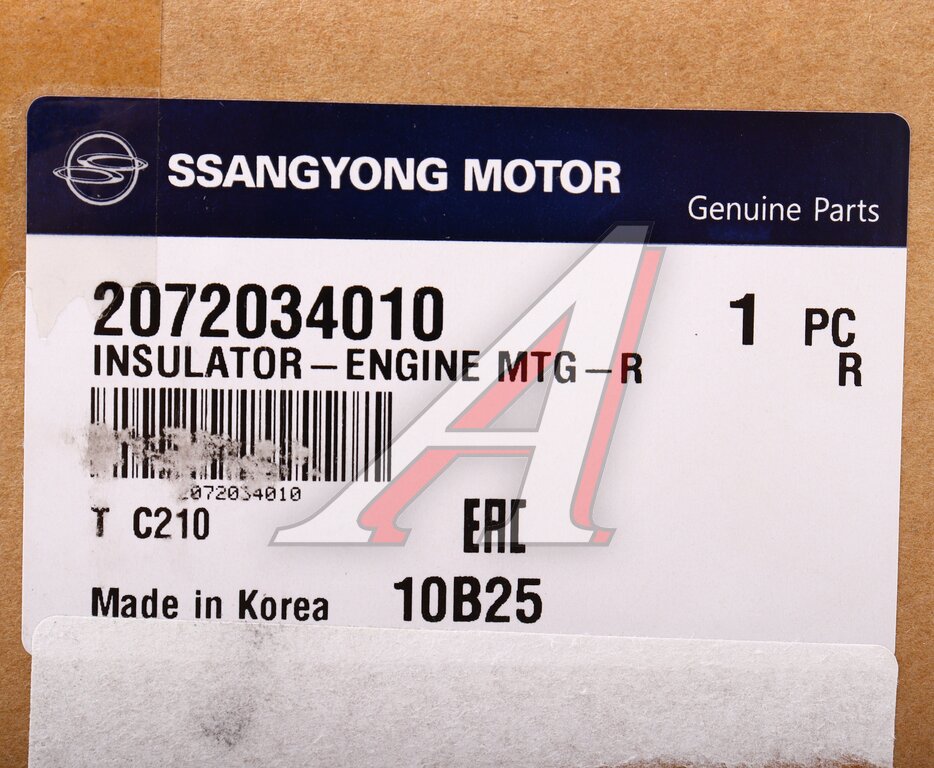 SSANGYONG MOTOR
Genuine Parts
2072034010 1 PC
INSULATOR-ENGINE MTG-R R
2072034010
T C210
EAC
Made in Korea 10B25